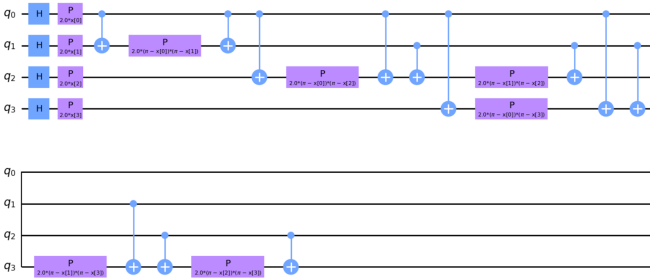 q0 H P 2.0*x[0]
q1 H P 2.0*x[1] P 2.0*(π − x[0])*(π − x[1])
q2 H P 2.0*x[2] P 2.0*(π − x[0])*(π − x[2]) P 2.0*(π − x[1])*(π − x[2])
q3 H P 2.0*x[3] P 2.0*(π − x[0])*(π − x[3])
q0
q1
q2
q3 P 2.0*(π − x[1])*(π − x[3]) P 2.0*(π − x[2])*(π − x[3])